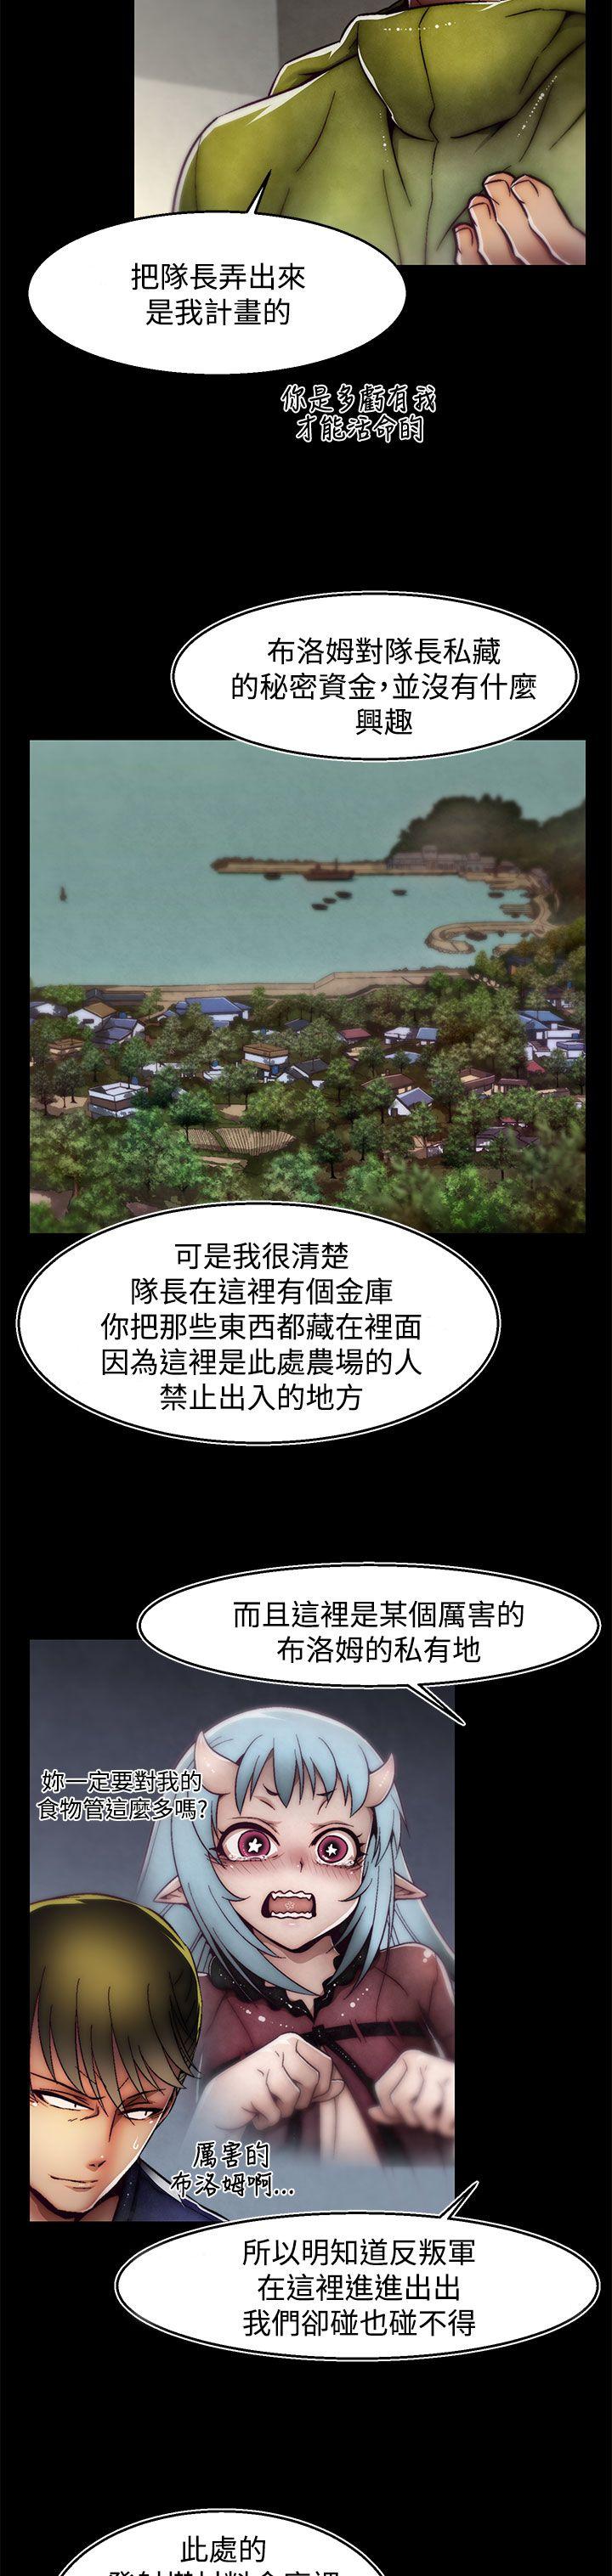 把隊長弄出來
是我計畫的
你是多虧有我
才能活命的
布洛姆對隊長私藏
的秘密資金,並沒有什麼
興趣
可是我很清楚
隊長在這裡有個金庫
你把那些東西都藏在裡面
因為這裡是此處農場的人
禁止出入的地方
而且這裡是某個厲害的
布洛姆的私有地
妳一定要對我的
食物管這麼多嗎?
厲害的
布洛姆啊...
所以明知道反叛軍
在這裡進進出出
我們卻碰也碰不得
此處的